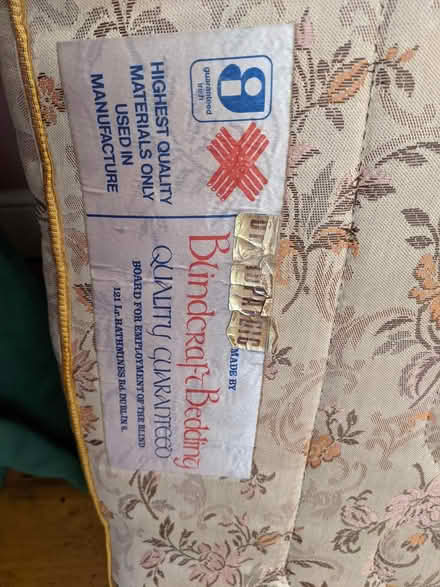 guaranteed
irish
HIGHEST QUALITY
MATERIALS ONLY
USED IN
MANUFACTURE
MADE BY
Blindcraft Bedding
QUALITY GUARANTEED
BOARD FOR EMPLOYMENT OF THE BLIND
121 Lr. RATHMINES Rd. DUBLIN 6.